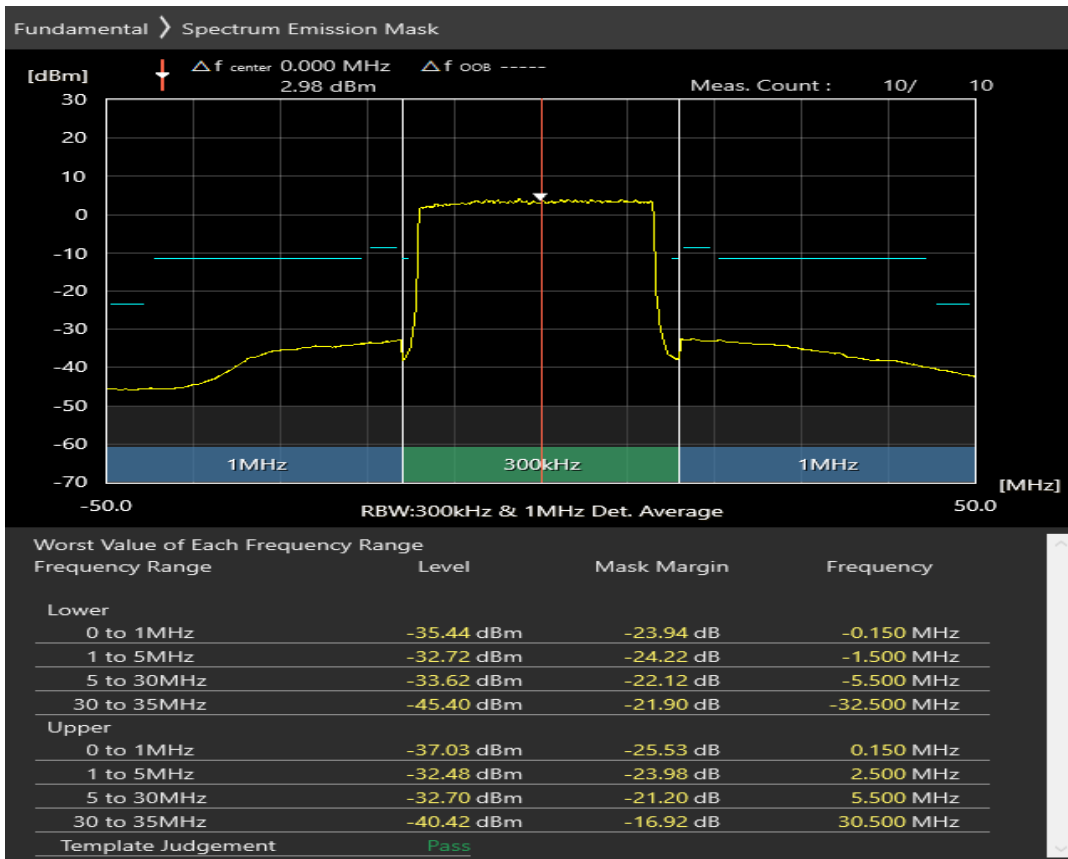 Fundamental ❯ Spectrum Emission Mask
[dBm] Δf center 0.000 MHz Δf OOB -----
2.98 dBm Meas. Count : 10/ 10
30
20
10
0
-10
-20
-30
-40
-50
-60
-70
1MHz 300kHz 1MHz
[MHz]
-50.0 RBW:300kHz & 1MHz Det. Average 50.0
Worst Value of Each Frequency Range
Frequency Range Level Mask Margin Frequency
Lower
0 to 1MHz -35.44 dBm -23.94 dB -0.150 MHz
1 to 5MHz -32.72 dBm -24.22 dB -1.500 MHz
5 to 30MHz -33.62 dBm -22.12 dB -5.500 MHz
30 to 35MHz -45.40 dBm -21.90 dB -32.500 MHz
Upper
0 to 1MHz -37.03 dBm -25.53 dB 0.150 MHz
1 to 5MHz -32.48 dBm -23.98 dB 2.500 MHz
5 to 30MHz -32.70 dBm -21.20 dB 5.500 MHz
30 to 35MHz -40.42 dBm -16.92 dB 30.500 MHz
Template Judgement Pass